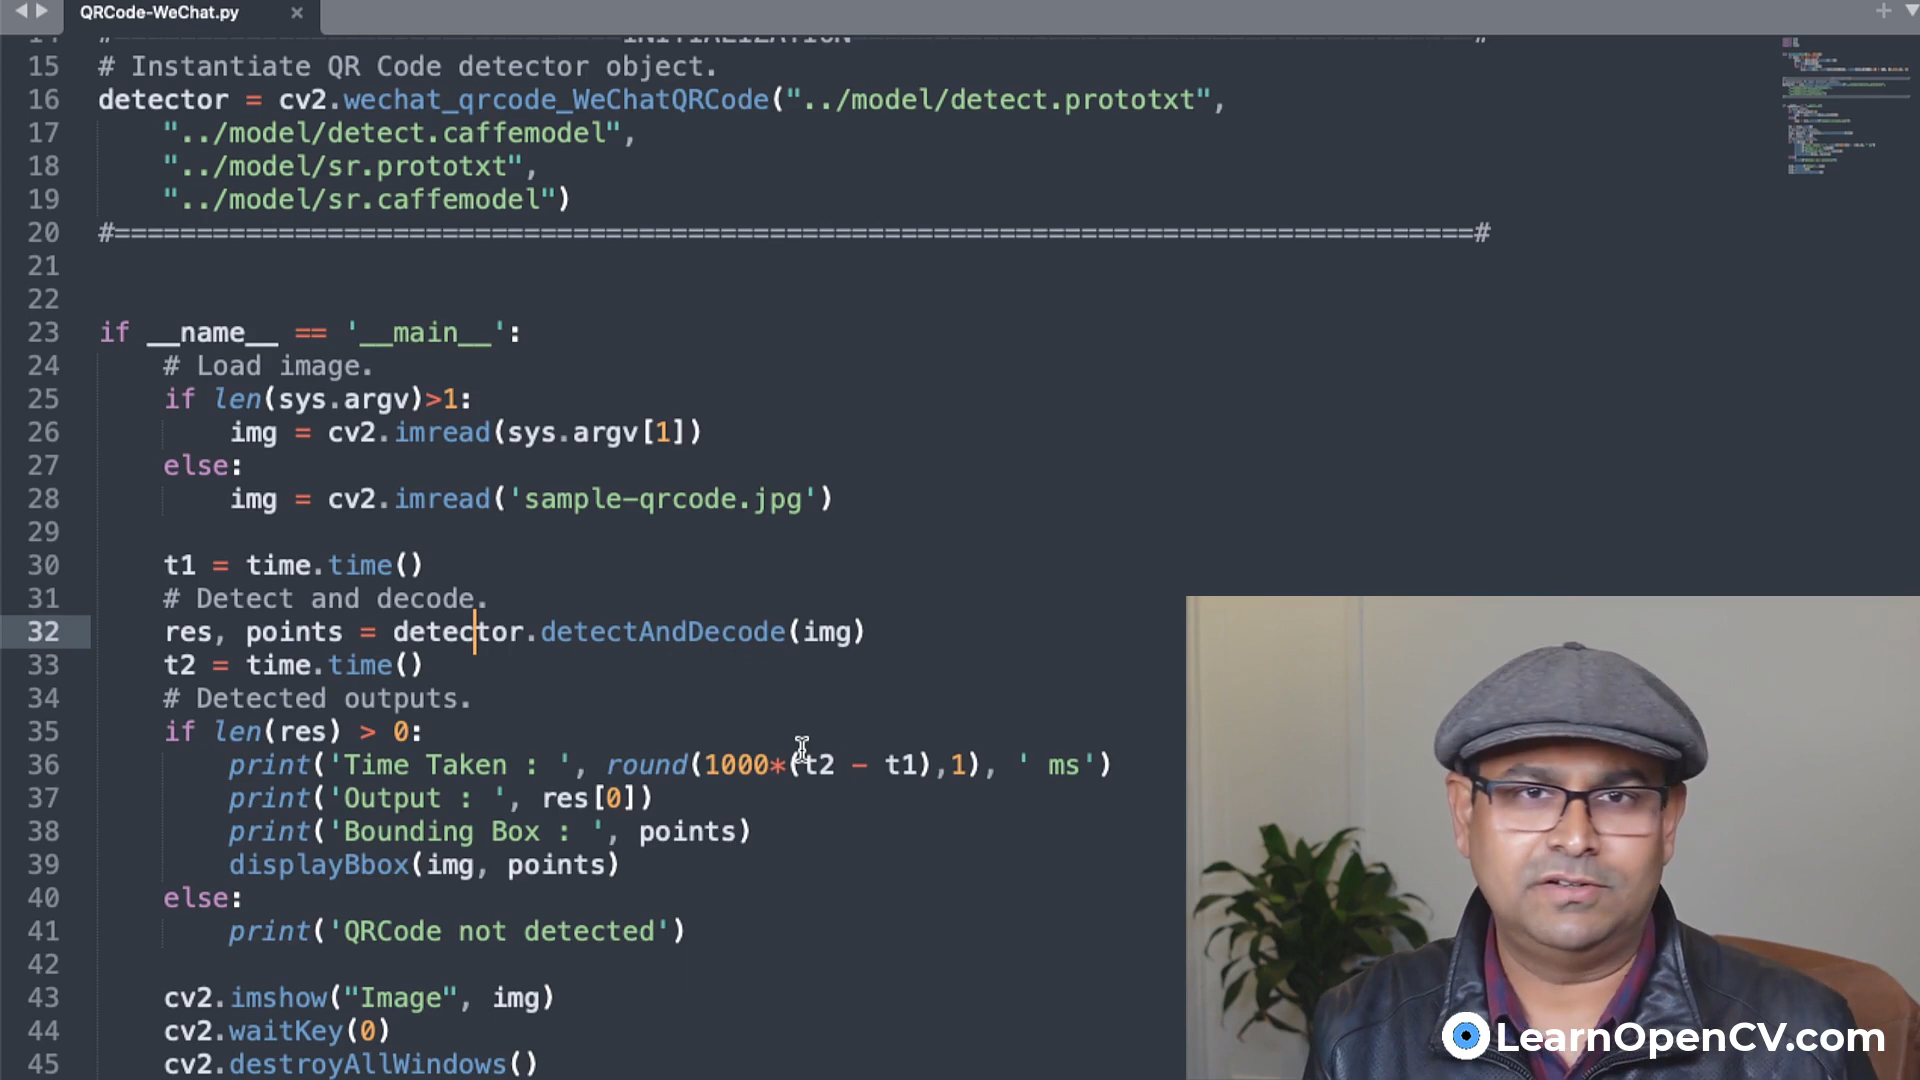 QRCode-WeChat.py
14 #===============================INITIALIZATION=======================================#
15 # Instantiate QR Code detector object.
16 detector = cv2.wechat_qrcode_WeChatQRCode("../model/detect.prototxt",
17 "../model/detect.caffemodel",
18 "../model/sr.prototxt",
19 "../model/sr.caffemodel")
20 #===================================================================================#
21
22
23 if __name__ == '__main__':
24 # Load image.
25 if len(sys.argv)>1:
26 img = cv2.imread(sys.argv[1])
27 else:
28 img = cv2.imread('sample-qrcode.jpg')
29
30 t1 = time.time()
31 # Detect and decode.
32 res, points = detector.detectAndDecode(img)
33 t2 = time.time()
34 # Detected outputs.
35 if len(res) > 0:
36 print('Time Taken : ', round(1000*(t2 - t1),1), ' ms')
37 print('Output : ', res[0])
38 print('Bounding Box : ', points)
39 displayBbox(img, points)
40 else:
41 print('QRCode not detected')
42
43 cv2.imshow("Image", img)
44 cv2.waitKey(0)
45 cv2.destroyAllWindows()
LearnOpenCV.com